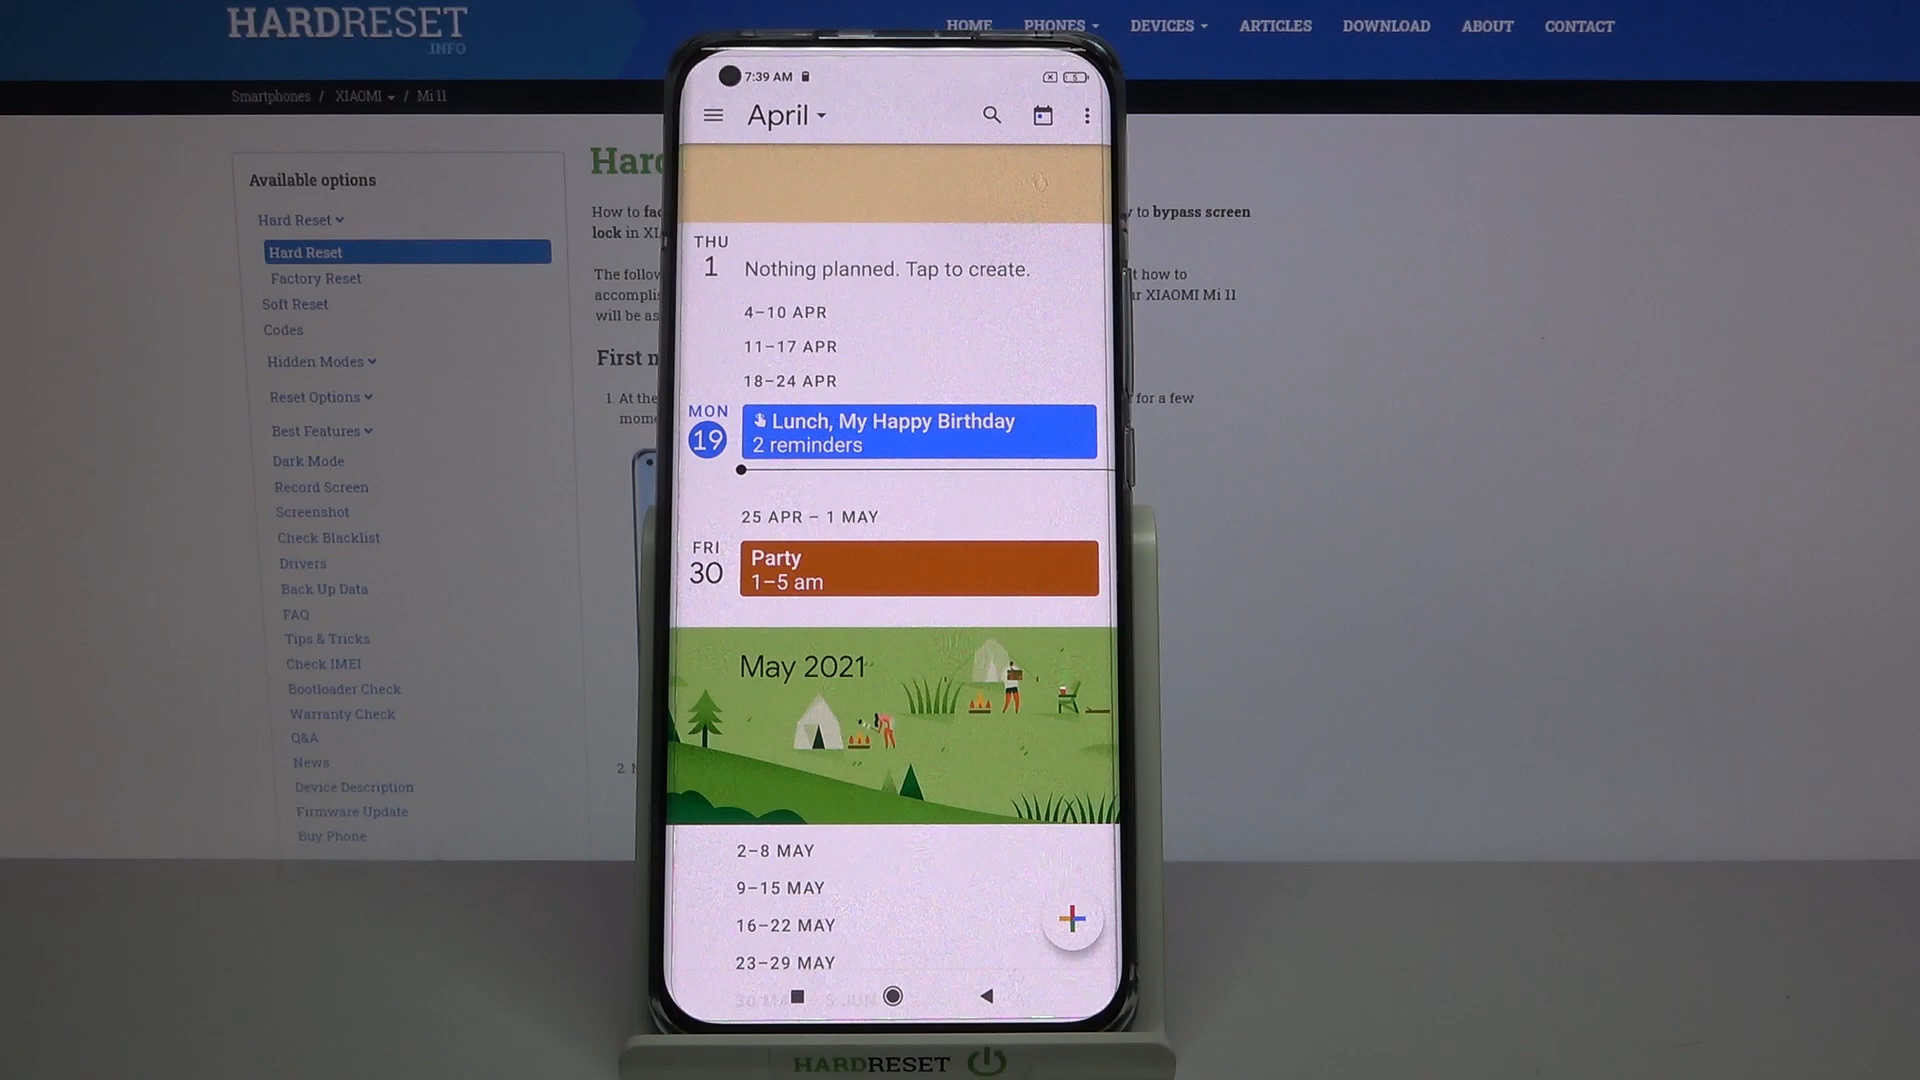 HARDRESET
.INFO
HOME PHONES DEVICES ARTICLES DOWNLOAD ABOUT CONTACT
Smartphones / XIAOMI / Mi 11
Available options
Hard Reset
Hard Reset
Factory Reset
Soft Reset
Codes
Hidden Modes
Reset Options
Best Features
Dark Mode
Record Screen
Screenshot
Check Blacklist
Drivers
Back Up Data
FAQ
Tips & Tricks
Check IMEI
Bootloader Check
Warranty Check
Q&A
News
Device Description
Firmware Update
Buy Phone
How to to bypass screen
lock in
The t how to
XIAOMI Mi 11
will be
First
1. At the for a few
2.
7:39 AM 5
April
THU
1 Nothing planned. Tap to create.
4–10 APR
11–17 APR
18–24 APR
MON
19 Lunch, My Happy Birthday
2 reminders
25 APR – 1 MAY
FRI
30 Party
1–5 am
May 2021
2–8 MAY
9–15 MAY
16–22 MAY
23–29 MAY
5 JUN
HARDRESET